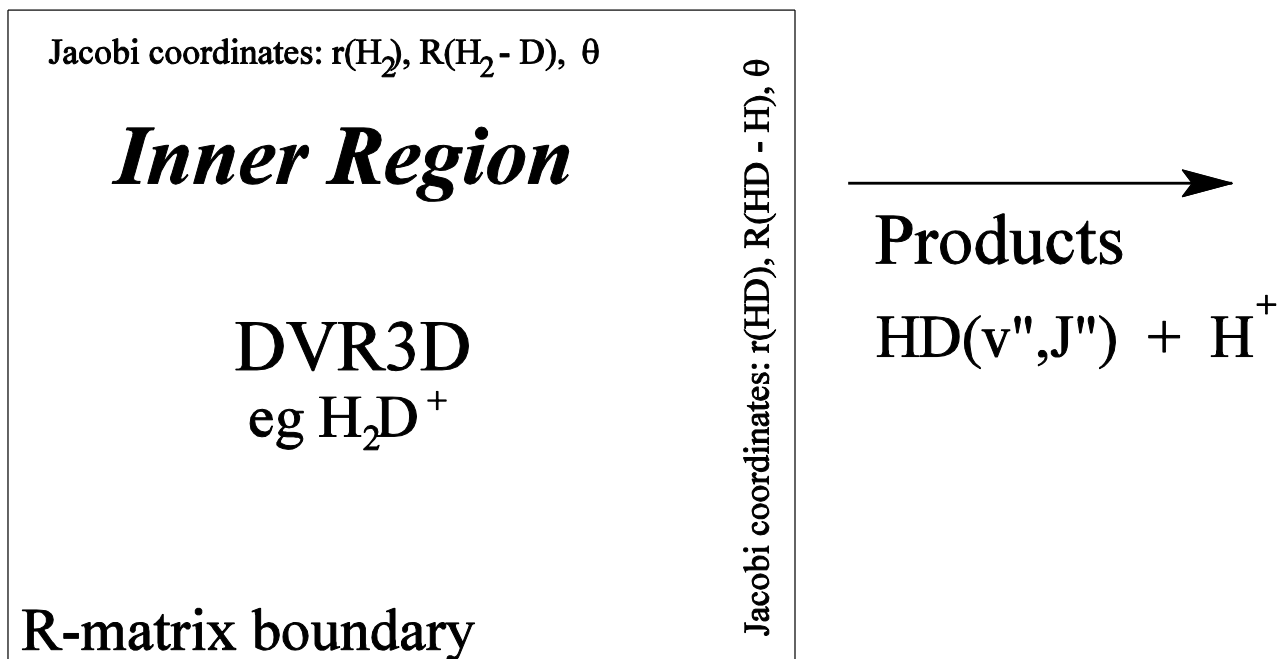 Jacobi coordinates: r(H₂), R(H₂ - D), θ
Inner Region
DVR3D
eg H₂D⁺
R-matrix boundary
Jacobi coordinates: r(HD), R(HD - H), θ
Products
HD(v",J") + H⁺